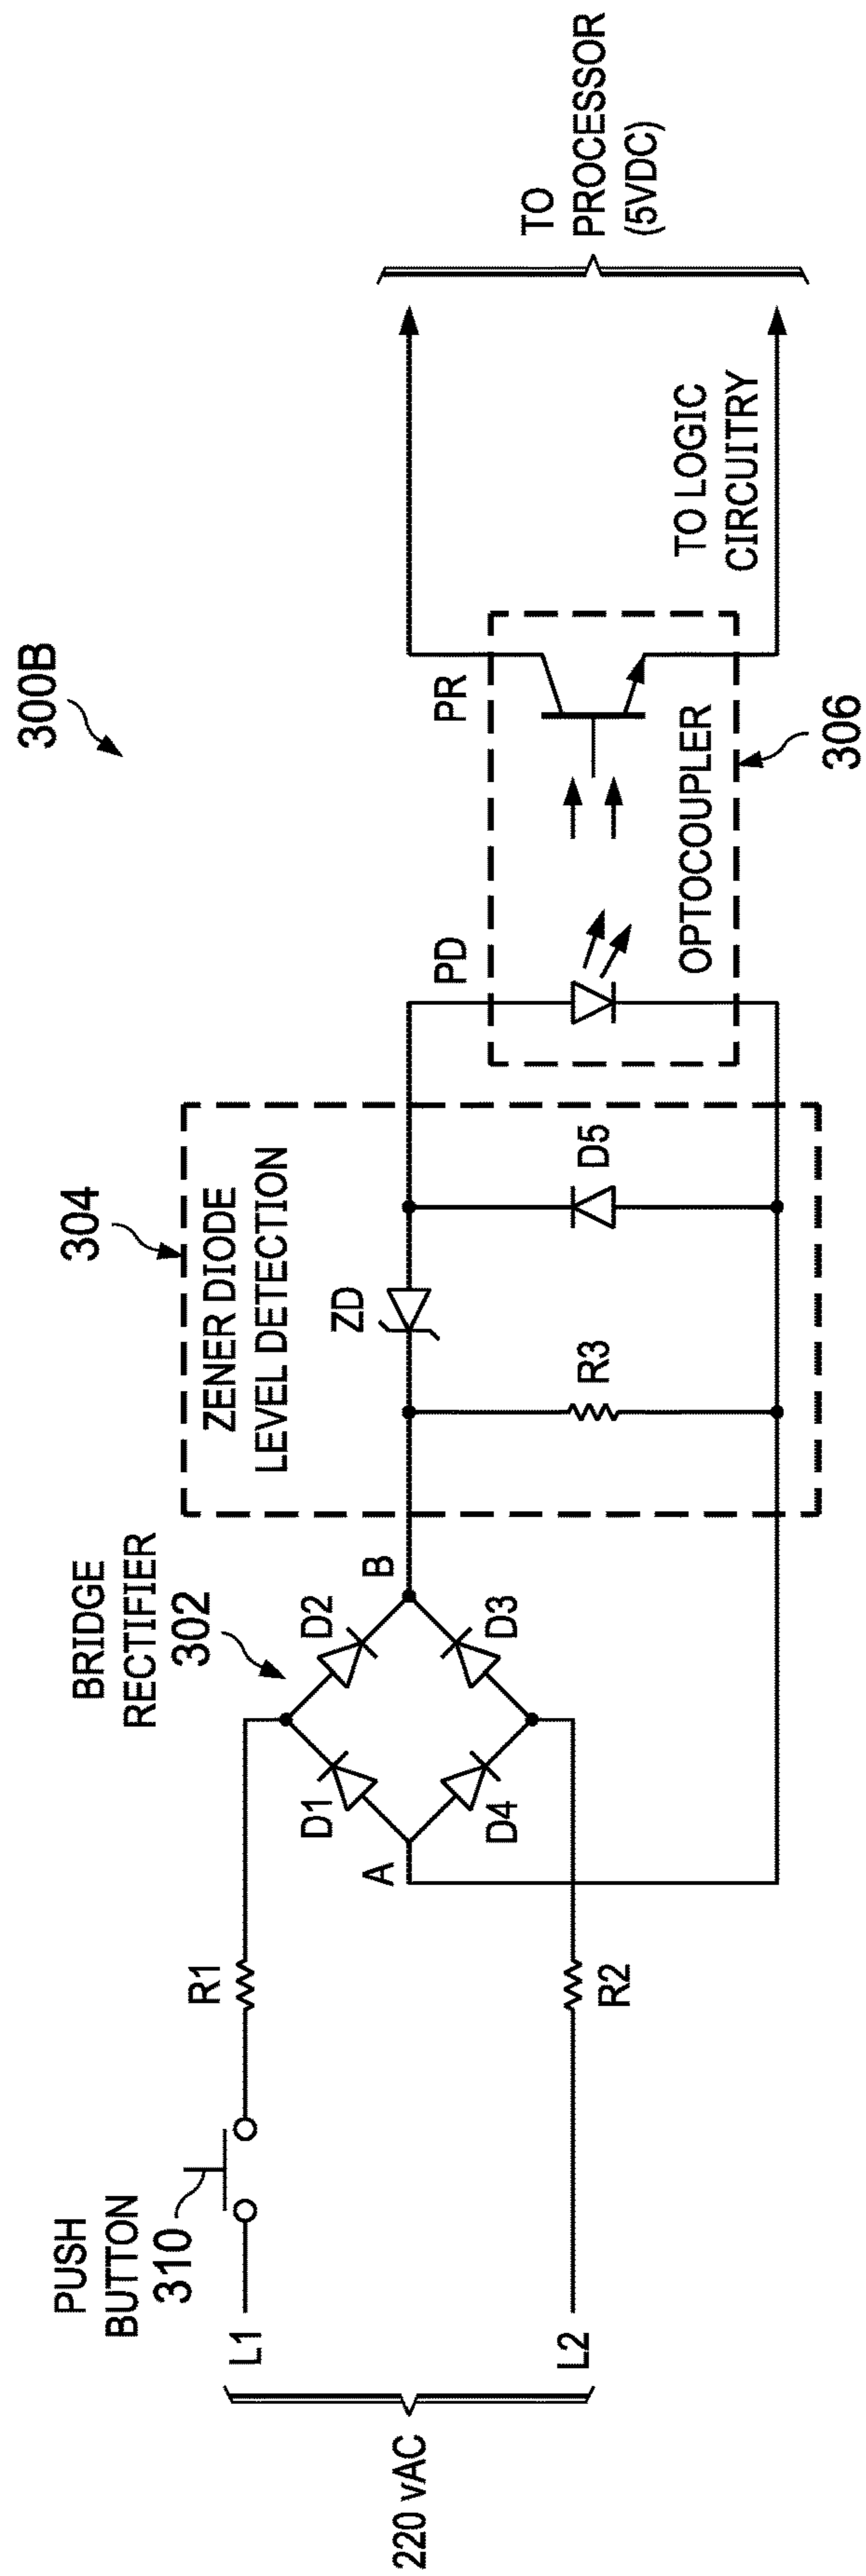 300B
220 vAC
L1
L2
PUSH
BUTTON
310
R1
R2
BRIDGE
RECTIFIER
302
A
B
D1
D2
D3
D4
304
ZENER DIODE
LEVEL DETECTION
ZD
R3
D5
PD
PR
OPTOCOUPLER
306
TO LOGIC
CIRCUITRY
TO
PROCESSOR
(5VDC)